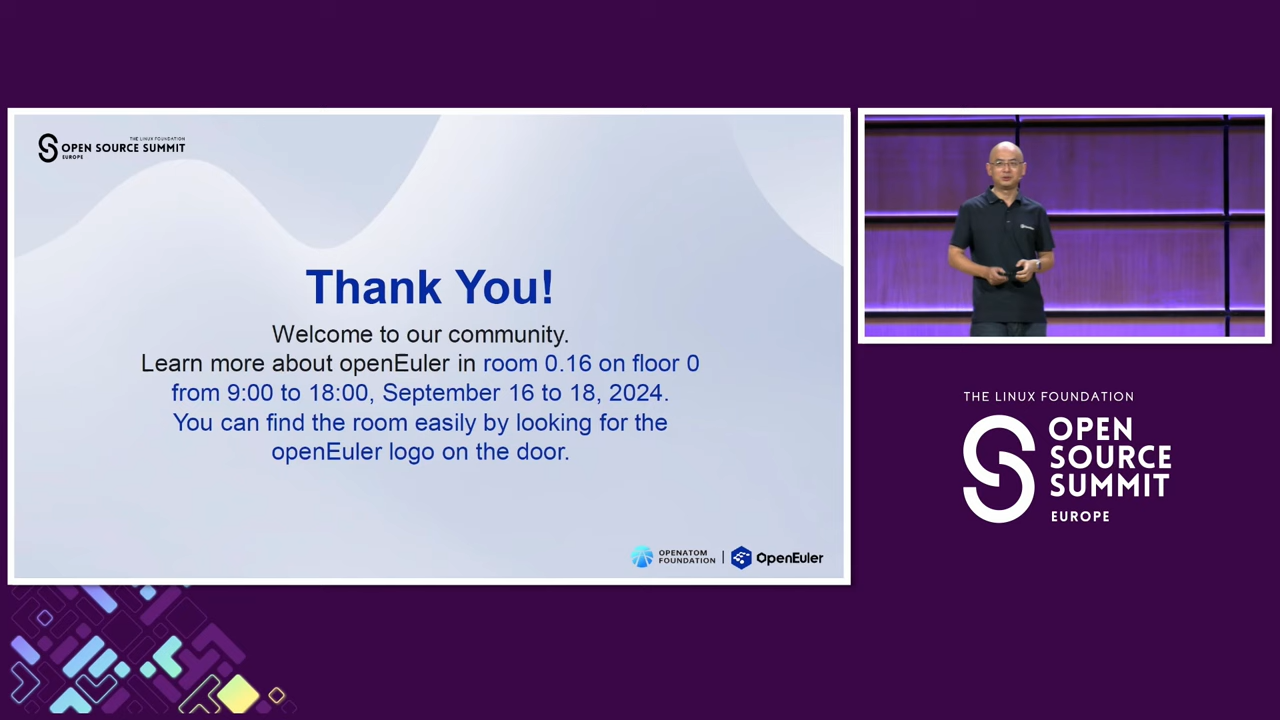 THE LINUX FOUNDATION
OPEN SOURCE SUMMIT
EUROPE
Thank You!
Welcome to our community.
Learn more about openEuler in room 0.16 on floor 0
from 9:00 to 18:00, September 16 to 18, 2024.
You can find the room easily by looking for the
openEuler logo on the door.
OPENATOM
FOUNDATION
OpenEuler
THE LINUX FOUNDATION
OPEN
SOURCE
SUMMIT
EUROPE